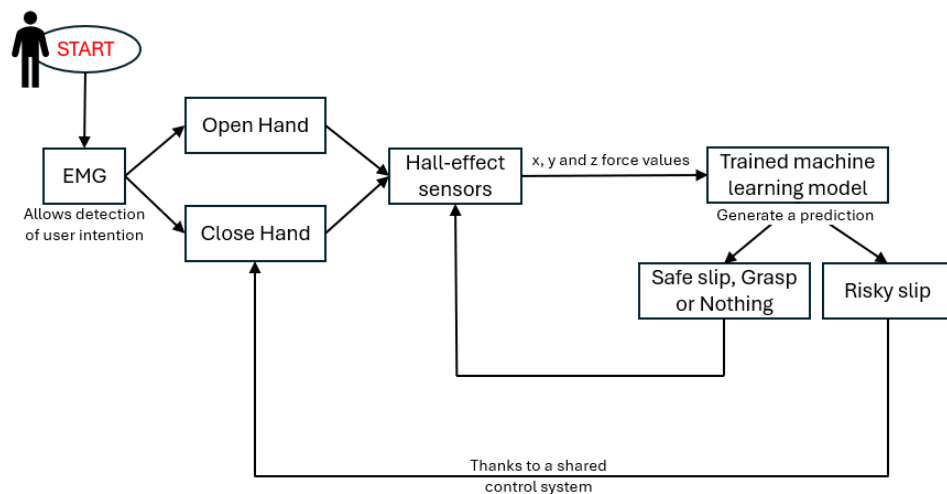 START
Open Hand
EMG
Allows detection
of user intention
Close Hand
Hall-effect
sensors
x, y and z force values
Trained machine
learning model
Generate a prediction
Safe slip, Grasp
or Nothing
Risky slip
Thanks to a shared
control system